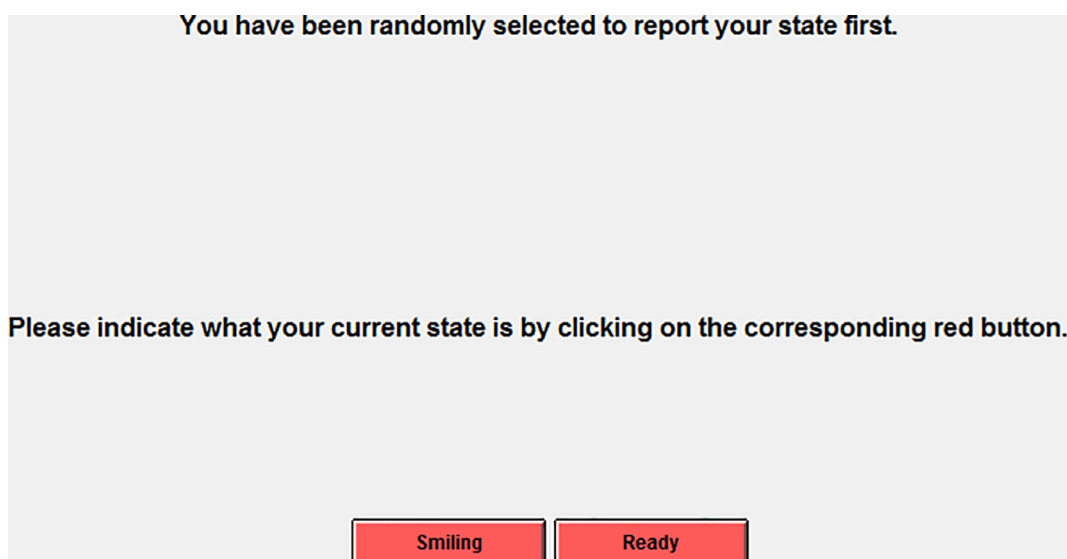 You have been randomly selected to report your state first.
Please indicate what your current state is by clicking on the corresponding red button.
Smiling
Ready